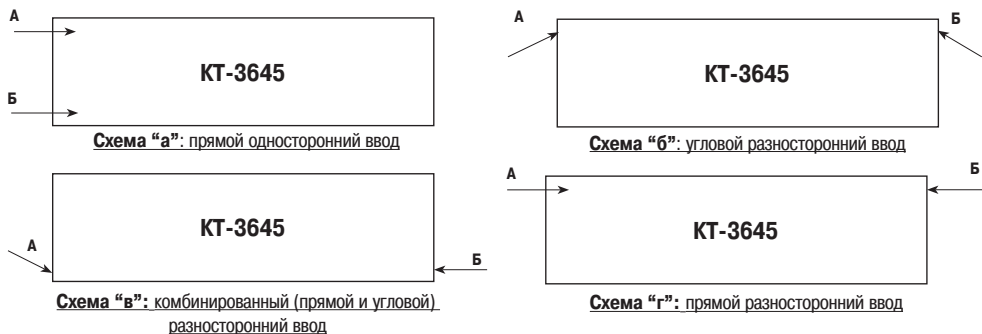 А
КТ-3645
Б
Схема “а”: прямой односторонний ввод
А
Б
КТ-3645
Схема “б”: угловой разносторонний ввод
КТ-3645
А
Б
Схема “в”: комбинированный (прямой и угловой)
разносторонний ввод
А
Б
КТ-3645
Схема “г”: прямой разносторонний ввод